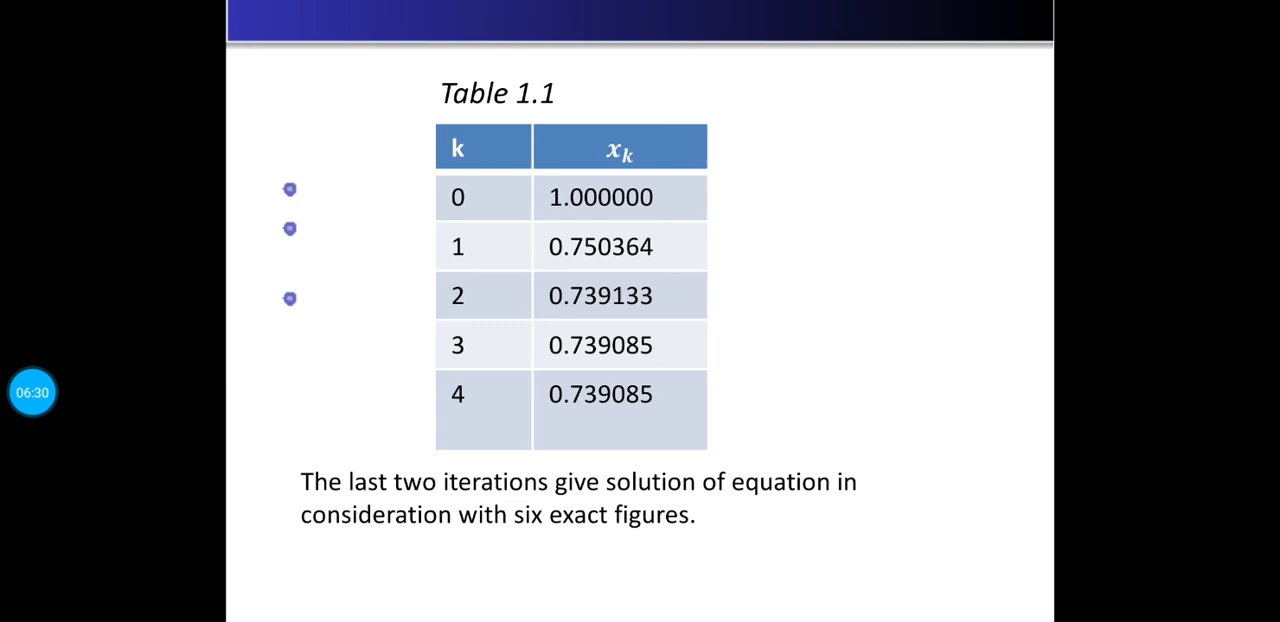 Table 1.1
k x_k
0 1.000000
1 0.750364
2 0.739133
3 0.739085
4 0.739085
06:30
The last two iterations give solution of equation in
consideration with six exact figures.